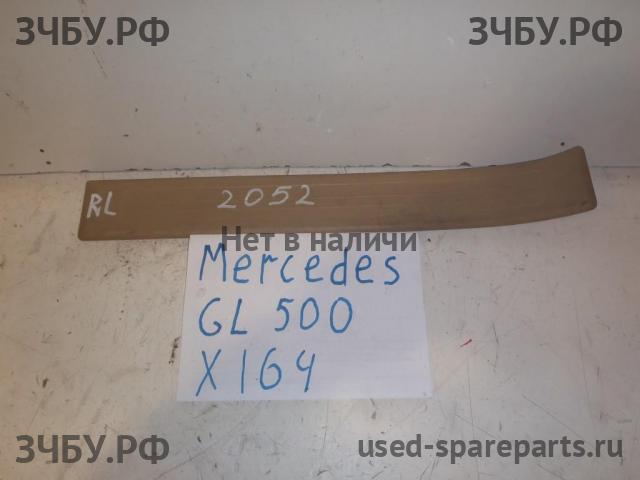 ЗЧБУ.РФ ЗЧБУ.РФ
RL 2052
Нет в наличи
Mercedes
GL 500
X164
ЗЧБУ.РФ used-spareparts.ru